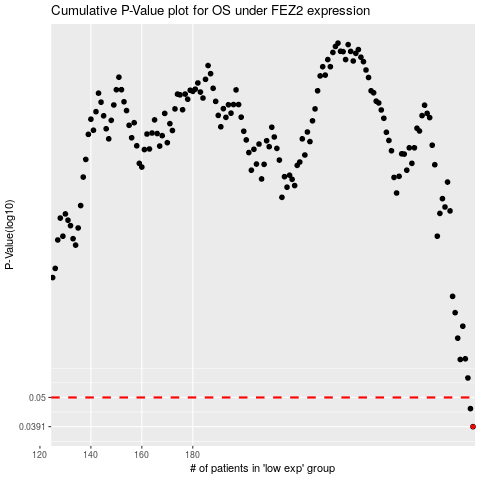 Cumulative P-Value plot for OS under FEZ2 expression
P-Value(log10)
0.05
0.0391
120 140 160 180
# of patients in 'low exp' group